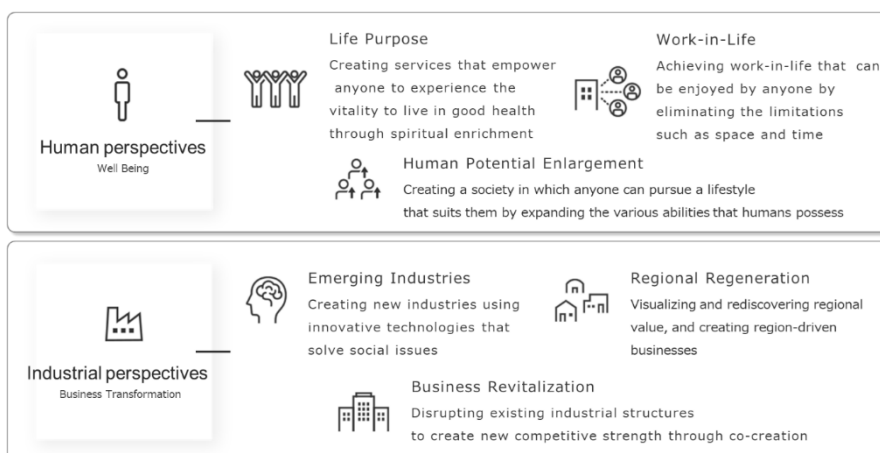 Human perspectives
Well Being
Life Purpose
Creating services that empower
anyone to experience the
vitality to live in good health
through spiritual enrichment
Work-in-Life
Achieving work-in-life that can
be enjoyed by anyone by
eliminating the limitations
such as space and time
Human Potential Enlargement
Creating a society in which anyone can pursue a lifestyle
that suits them by expanding the various abilities that humans possess
Industrial perspectives
Business Transformation
Emerging Industries
Creating new industries using
innovative technologies that
solve social issues
Regional Regeneration
Visualizing and rediscovering regional
value, and creating region-driven
businesses
Business Revitalization
Disrupting existing industrial structures
to create new competitive strength through co-creation